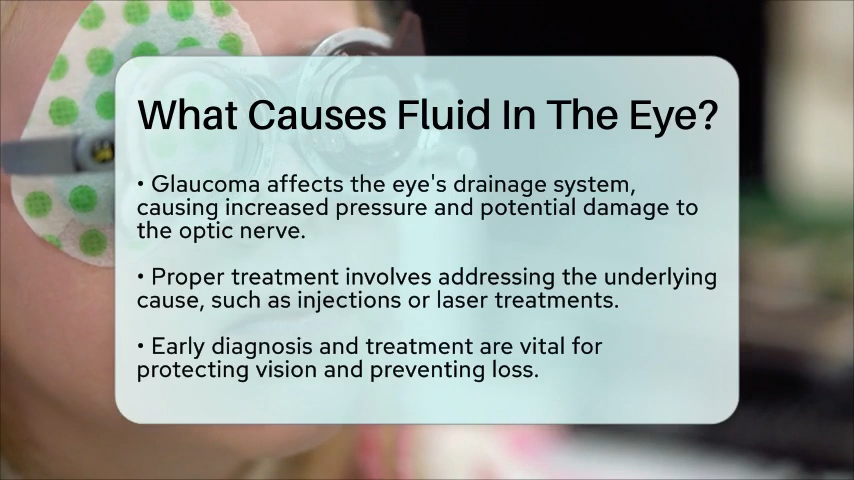 What Causes Fluid In The Eye?
• Glaucoma affects the eye's drainage system,
causing increased pressure and potential damage to
the optic nerve.
• Proper treatment involves addressing the underlying
cause, such as injections or laser treatments.
• Early diagnosis and treatment are vital for
protecting vision and preventing loss.